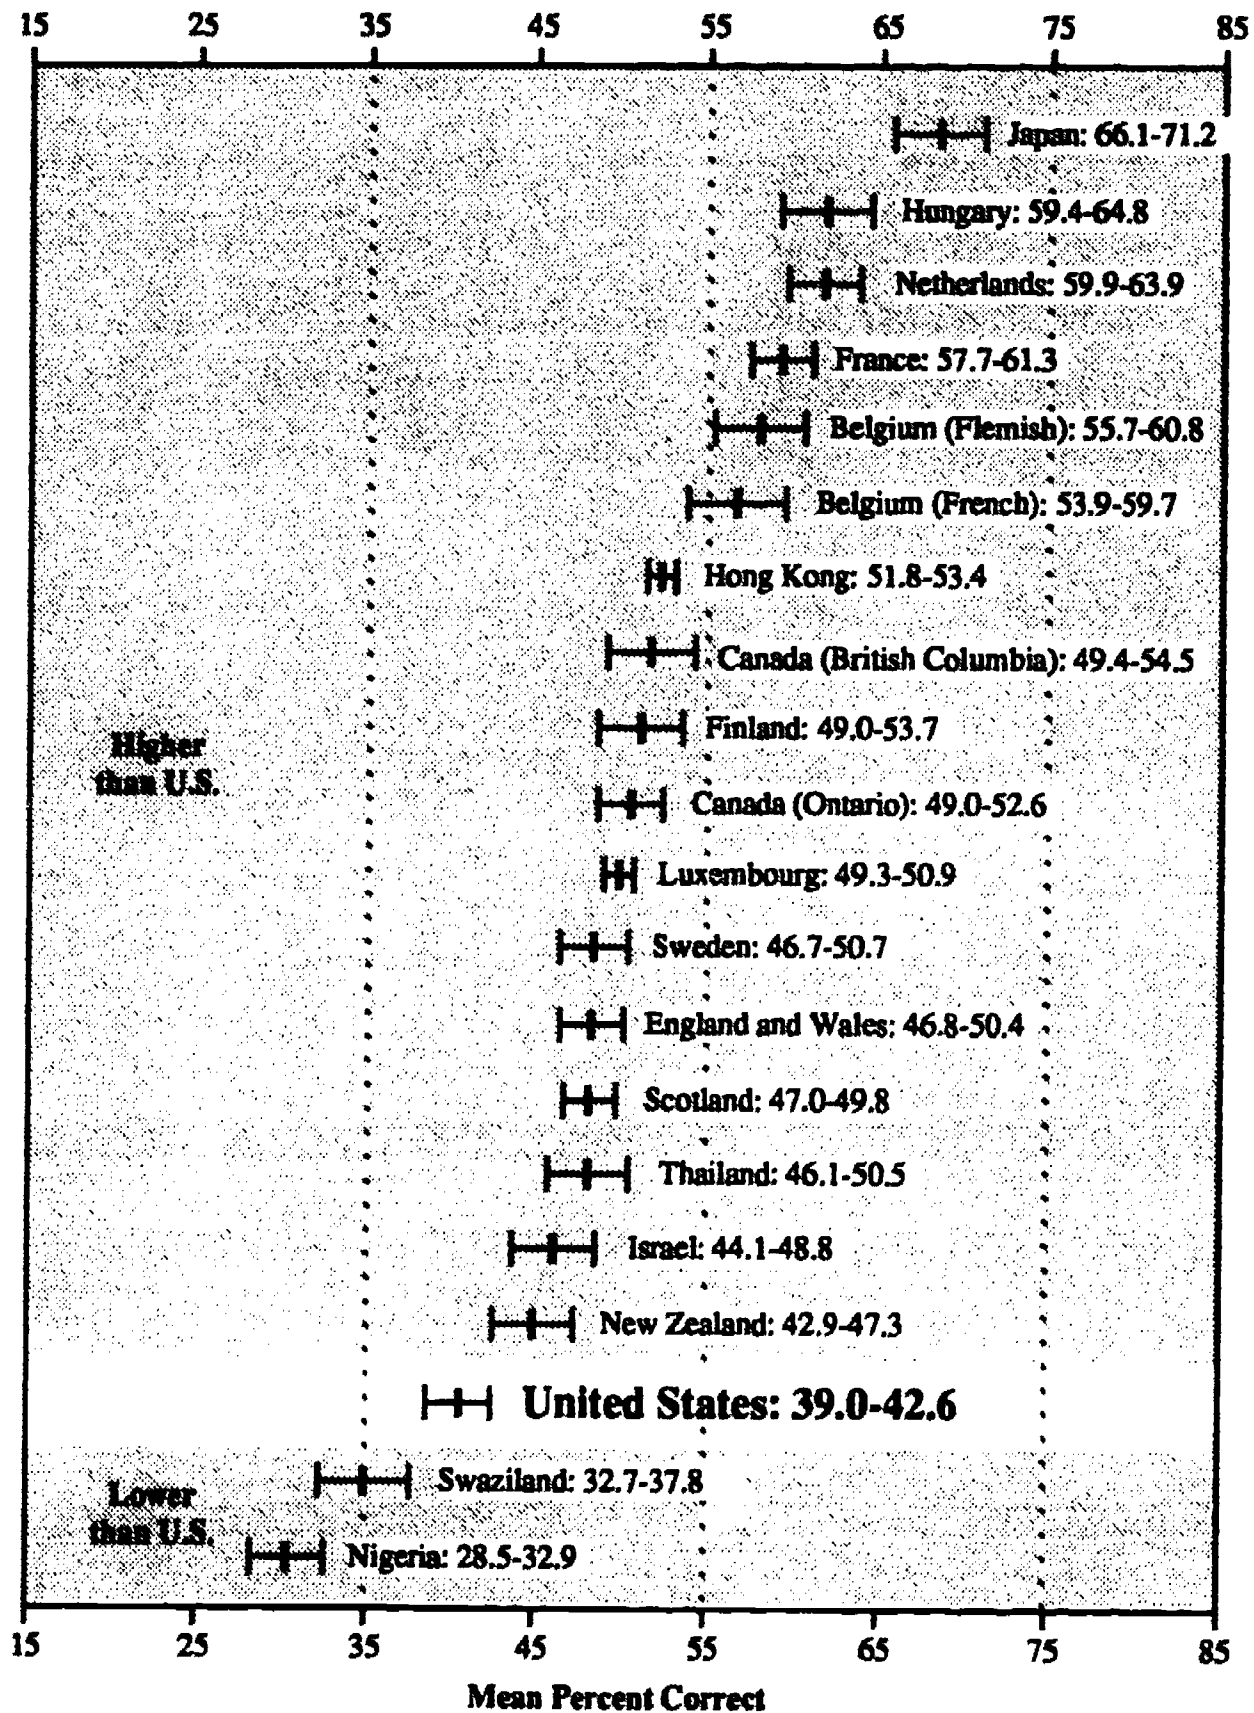 15 25 35 45 55 65 75 85
Japan: 66.1-71.2
Hungary: 59.4-64.8
Netherlands: 59.9-63.9
France: 57.7-61.3
Belgium (Flemish): 55.7-60.8
Belgium (French): 53.9-59.7
Hong Kong: 51.8-53.4
Canada (British Columbia): 49.4-54.5
Finland: 49.0-53.7
Higher
than U.S.
Canada (Ontario): 49.0-52.6
Luxembourg: 49.3-50.9
Sweden: 46.7-50.7
England and Wales: 46.8-50.4
Scotland: 47.0-49.8
Thailand: 46.1-50.5
Israel: 44.1-48.8
New Zealand: 42.9-47.3
United States: 39.0-42.6
Swaziland: 32.7-37.8
Lower
than U.S.
Nigeria: 28.5-32.9
15 25 35 45 55 65 75 85
Mean Percent Correct